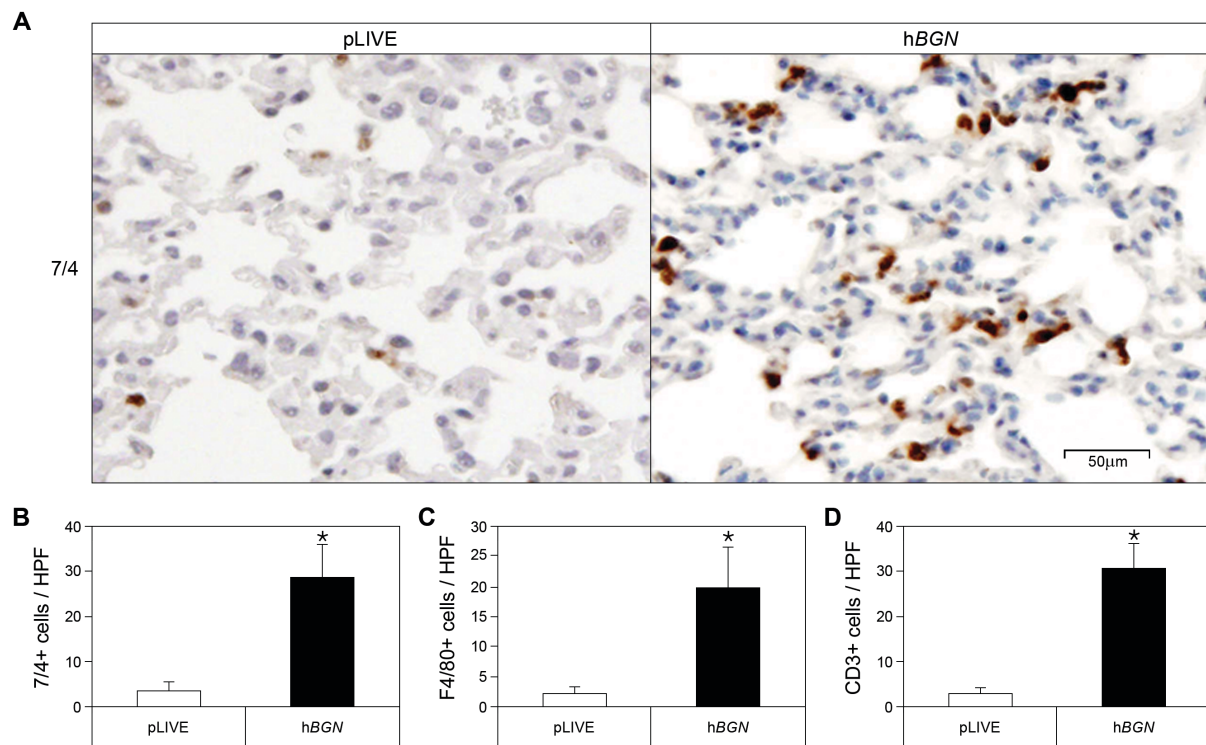 A
pLIVE
hBGN
7/4
50μm
B
7/4+ cells / HPF
40
30
20
10
0
*
pLIVE
hBGN
C
F4/80+ cells / HPF
30
25
20
15
10
5
0
*
pLIVE
hBGN
D
CD3+ cells / HPF
40
30
20
10
0
*
pLIVE
hBGN